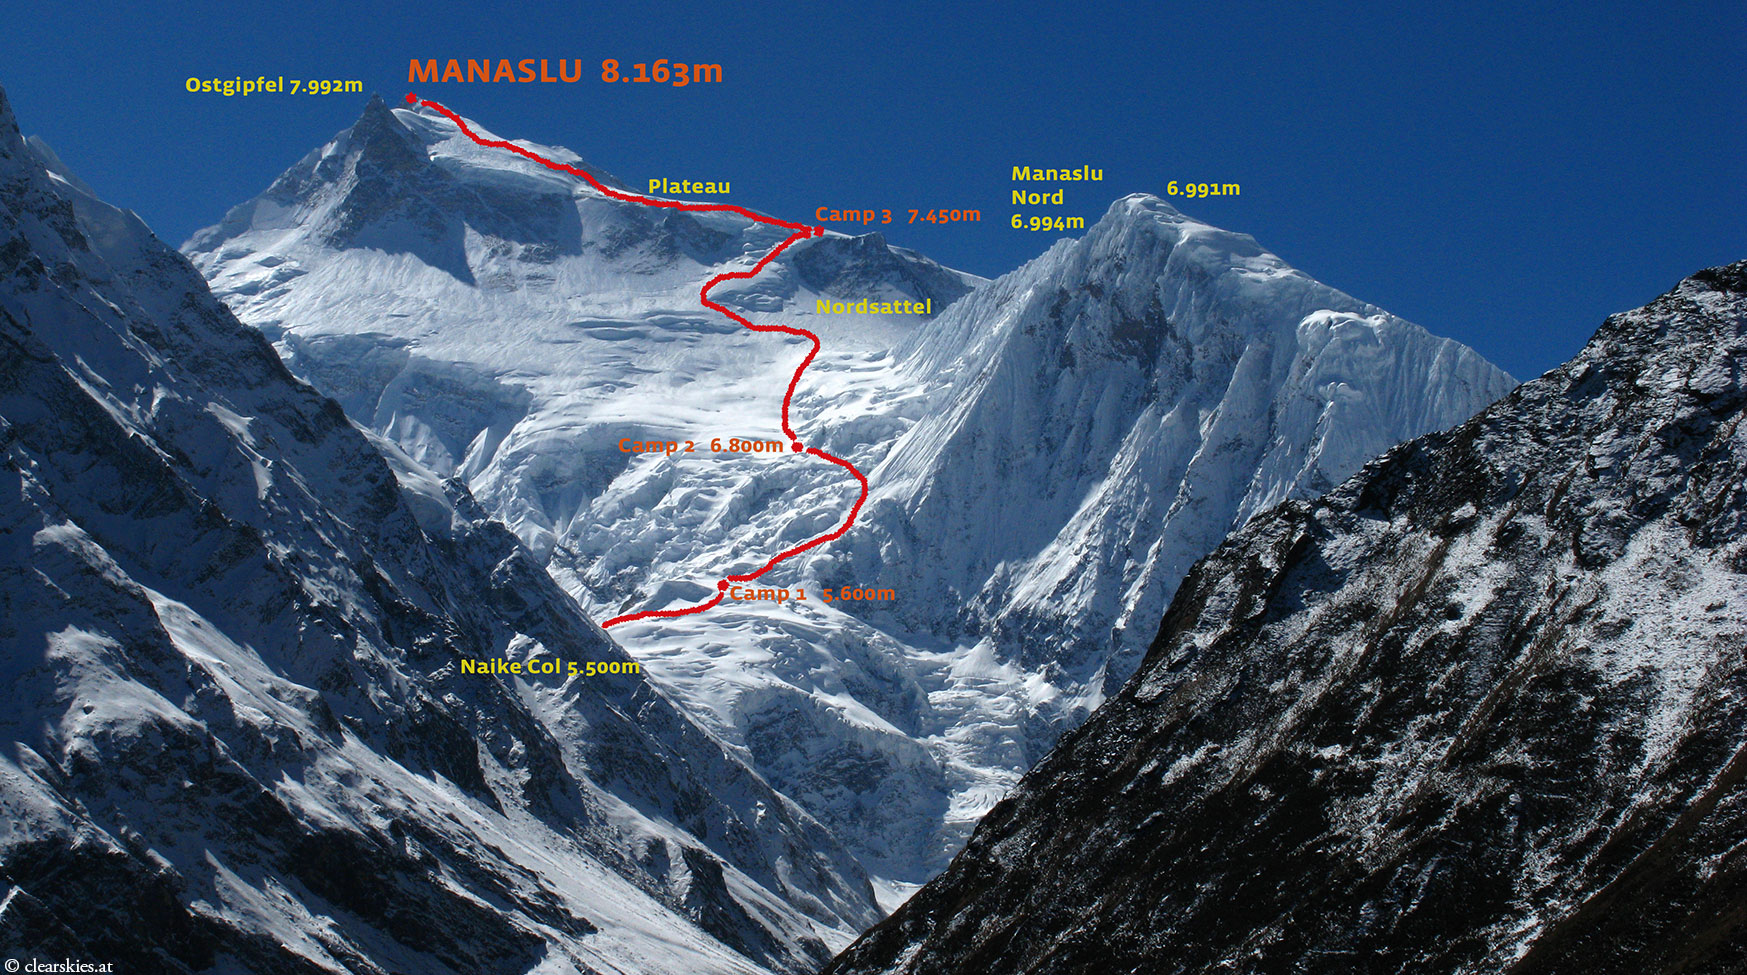 MANASLU 8.163m
Ostgipfel 7.992m
Manaslu
Nord
6.994m
6.991m
Plateau
Camp 3 7.450m
Nordsattel
Camp 2 6.800m
Camp 1 5.600m
Naike Col 5.500m
© clearskies.at